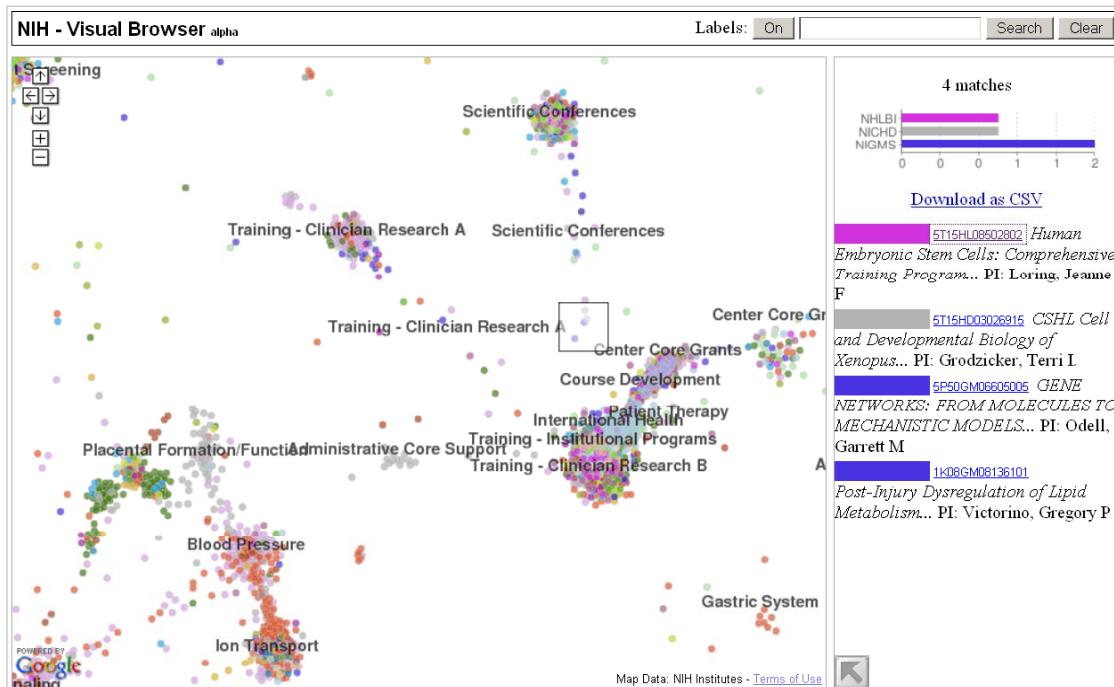 NIH - Visual Browser alpha
Labels: On Search Clear
Screening
Scientific Conferences
Training - Clinician Research A
Scientific Conferences
Training - Clinician Research A
Center Core Gr
Center Core Grants
Course Development
Patient Therapy
International Health
Training - Institutional Programs
Placental Formation/Function
Administrative Core Support
Training - Clinician Research B
A
Blood Pressure
Gastric System
Ion Transport
POWERED BY
Google
naling
Map Data: NIH Institutes - Terms of Use
4 matches
NHLBI
NICHD
NIGMS
0 0 0 1 1 2
Download as CSV
5T15HL08502802 Human
Embryonic Stem Cells: Comprehensive
Training Program... PI: Loring, Jeanne
F
5T15HD03026915 CSHL Cell
and Developmental Biology of
Xenopus... PI: Grodzicker, Terri I.
5P50GM06605005 GENE
NETWORKS: FROM MOLECULES TO
MECHANISTIC MODELS... PI: Odell,
Garrett M
1K08GM08136101
Post-Injury Dysregulation of Lipid
Metabolism... PI: Victorino, Gregory P